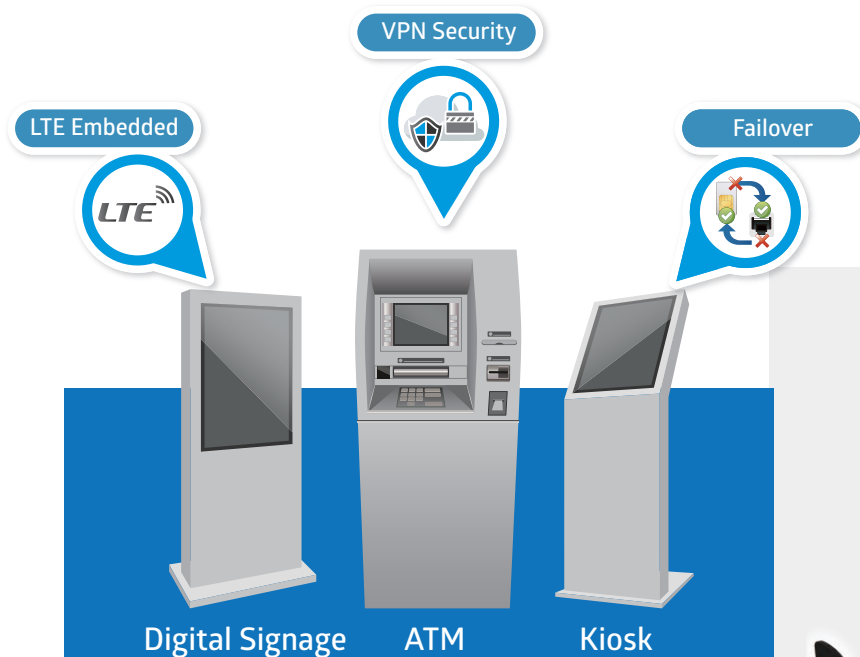 VPN Security
LTE Embedded
Failover
LTE
Digital Signage
ATM
Kiosk